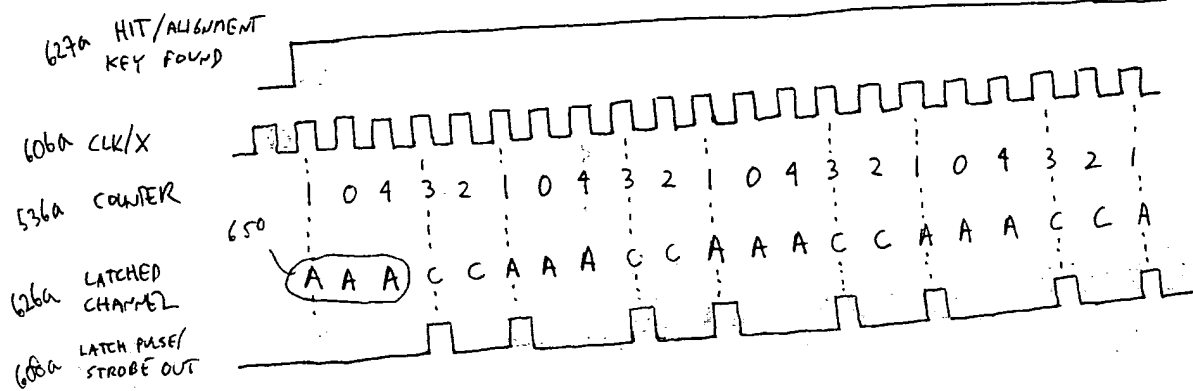 627a HIT/ALIGNMENT
KEY FOUND
606a CLK/X
536a COUNTER 1 0 4 3 2 1 0 4 3 2 1 0 4 3 2 1 0 4 3 2 1
650
626a LATCHED
CHANNEL A A A C C A A A C C A A A C C A A A C C A
608a LATCH PULSE/
STROBE OUT